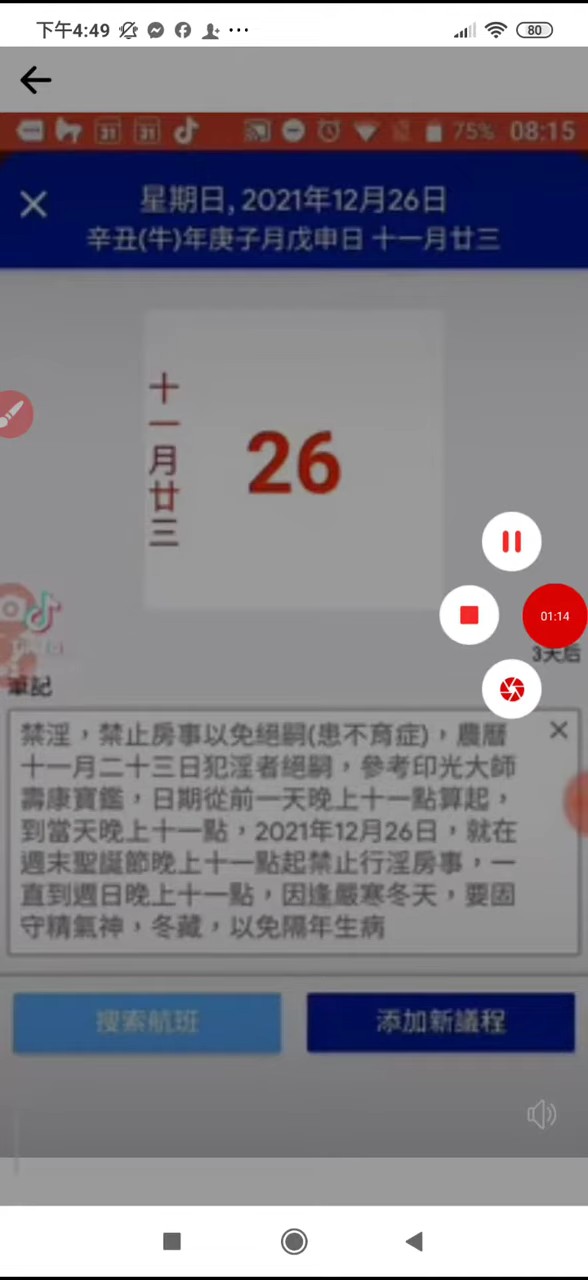 下午4:49
80
31
31
75%
08:15
星期日, 2021年12月26日
辛丑(牛)年庚子月戊申日 十一月廿三
十一月廿三
26
01:14
3天后
筆記
禁淫，禁止房事以免絕嗣(患不育症)，農曆
十一月二十三日犯淫者絕嗣，參考印光大師
壽康寶鑑，日期從前一天晚上十一點算起，
到當天晚上十一點，2021年12月26日，就在
週末聖誕節晚上十一點起禁止行淫房事，一
直到週日晚上十一點，因逢嚴寒冬天，要固
守精氣神，冬藏，以免隔年生病
搜索航班
添加新議程